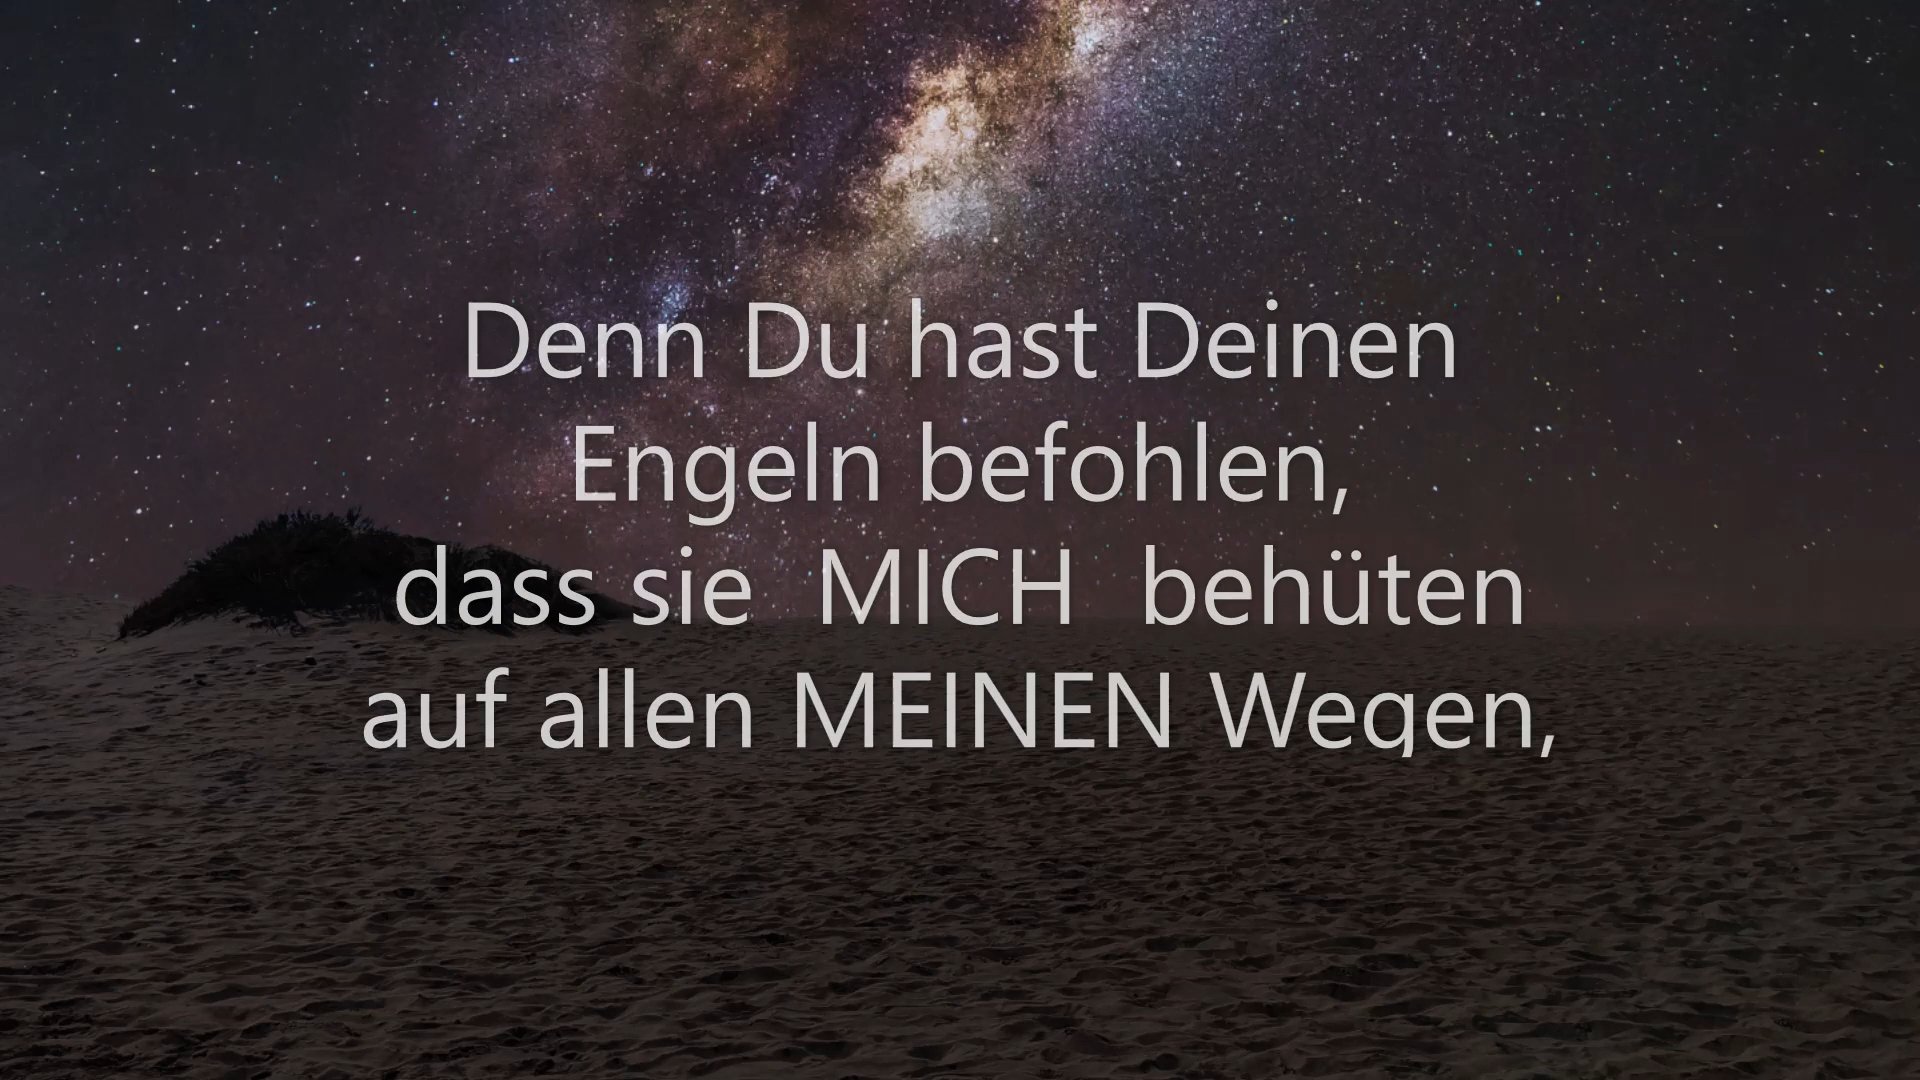 Denn Du hast Deinen
Engeln befohlen,
dass sie  MICH  behüten
auf allen MEINEN Wegen,